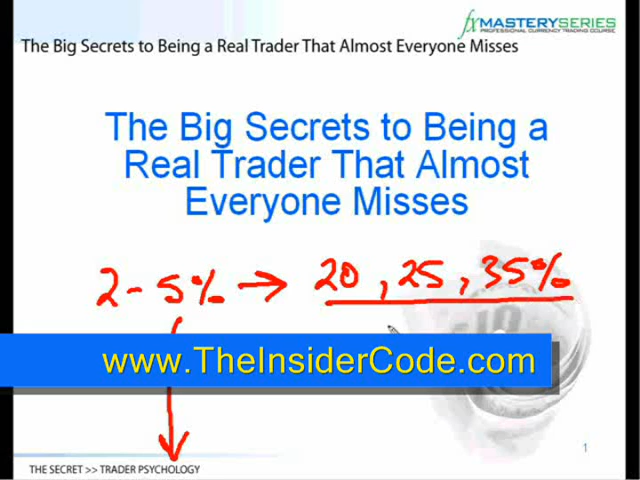 fx MASTERYSERIES
PROFESSIONAL CURRENCY TRADING COURSE
The Big Secrets to Being a Real Trader That Almost Everyone Misses
The Big Secrets to Being a
Real Trader That Almost
Everyone Misses
2 - 5% → 20, 25, 35%
www.TheInsiderCode.com
1
THE SECRET >> TRADER PSYCHOLOGY